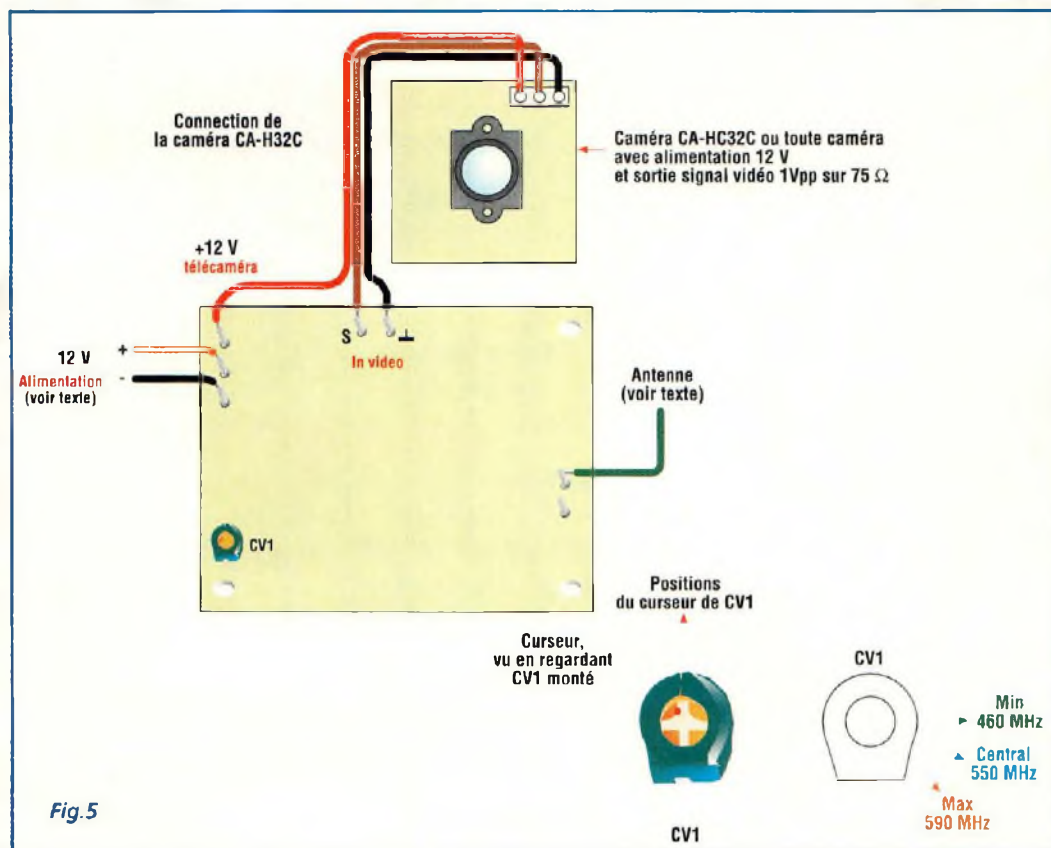 Connection de
la caméra CA-H32C
Caméra CA-HC32C ou toute caméra
avec alimentation 12 V
et sortie signal vidéo 1Vpp sur 75 Ω
+12 V
télécaméra
12 V
+
-
Alimentation
(voir texte)
S
⊥
In video
Antenne
(voir texte)
CV1
Positions
du curseur de CV1
Curseur,
vu en regardant
CV1 monté
CV1
CV1
Min
460 MHz
Central
550 MHz
Max
590 MHz
Fig.5